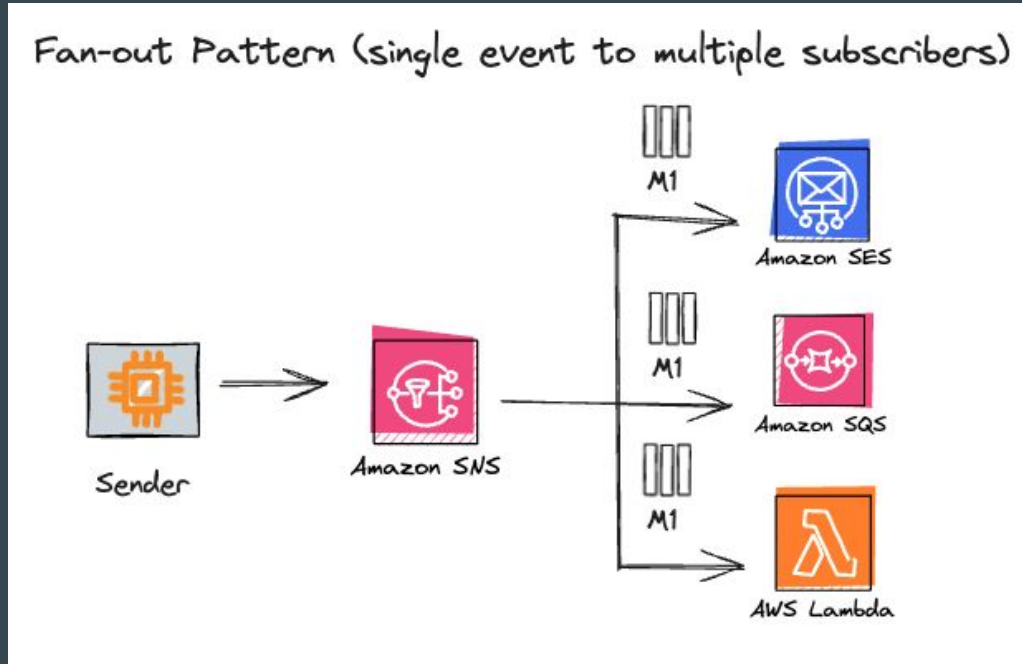 Fan-out Pattern (single event to multiple subscribers)
M1
Amazon SES
M1
Amazon SQS
Sender
Amazon SNS
M1
AWS Lambda